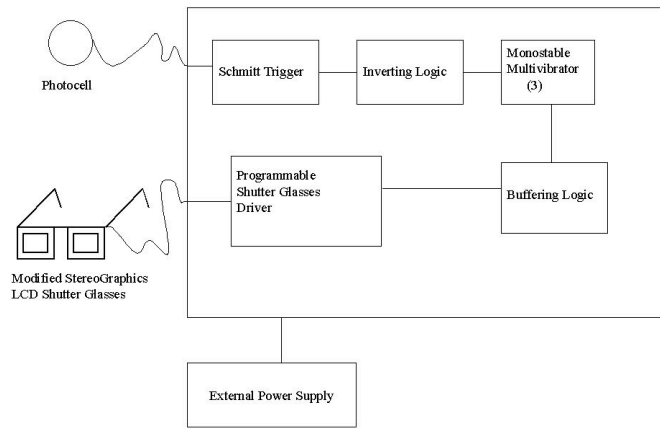 Photocell
Schmitt Trigger
Inverting Logic
Monostable
Multivibrator
(3)
Programmable
Shutter Glasses
Driver
Buffering Logic
Modified StereoGraphics
LCD Shutter Glasses
External Power Supply